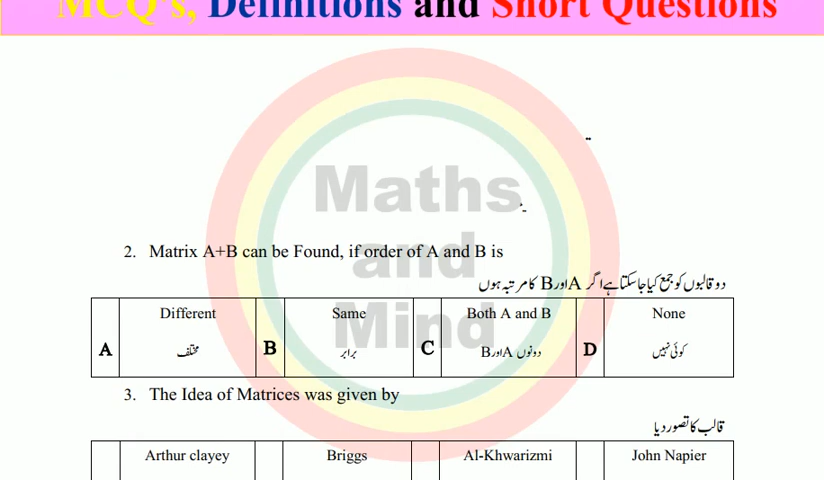 MCQ's, Definitions and Short Questions
Maths
and
Mind
2. Matrix A+B can be Found, if order of A and B is
دو قالبوں کو جمع کیا جاسکتا ہے اگر A اور B کا مرتبہ ہوں
A Different مختلف B Same برابر C Both A and B دونوں A اور B D None کوئی نہیں
3. The Idea of Matrices was given by
قالب کا تصور دیا
Arthur clayey Briggs Al-Khwarizmi John Napier